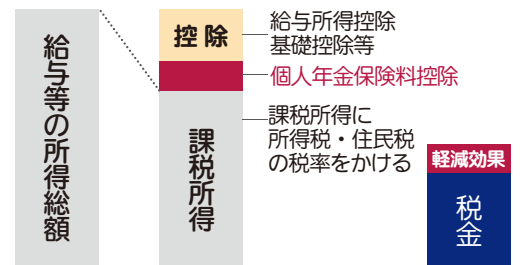 給与等の所得総額
控除
給与所得控除
基礎控除等
個人年金保険料控除
課税所得
課税所得に
所得税・住民税
の税率をかける
軽減効果
税金